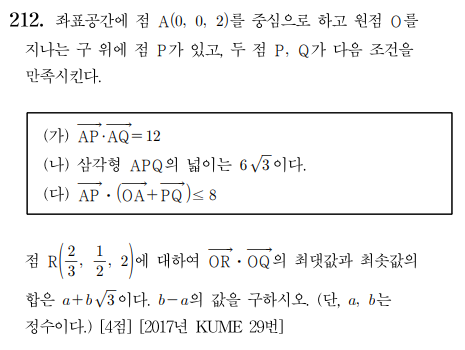 212. 좌표공간에 점 A(0, 0, 2)를 중심으로 하고 원점 O를
지나는 구 위에 점 P가 있고, 두 점 P, Q가 다음 조건을
만족시킨다.
(가) $\overrightarrow{AP}\cdot\overrightarrow{AQ}=12$
(나) 삼각형 APQ의 넓이는 $6\sqrt{3}$이다.
(다) $\overrightarrow{AP}\cdot(\overrightarrow{OA}+\overrightarrow{PQ})\leq 8$
점 $R\left(\frac{2}{3}, \frac{1}{2}, 2\right)$에 대하여 $\overrightarrow{OR}\cdot\overrightarrow{OQ}$의 최댓값과 최솟값의
합은 $a+b\sqrt{3}$이다. $b-a$의 값을 구하시오. (단, $a$, $b$는
정수이다.) [4점] [2017년 KUME 29번]